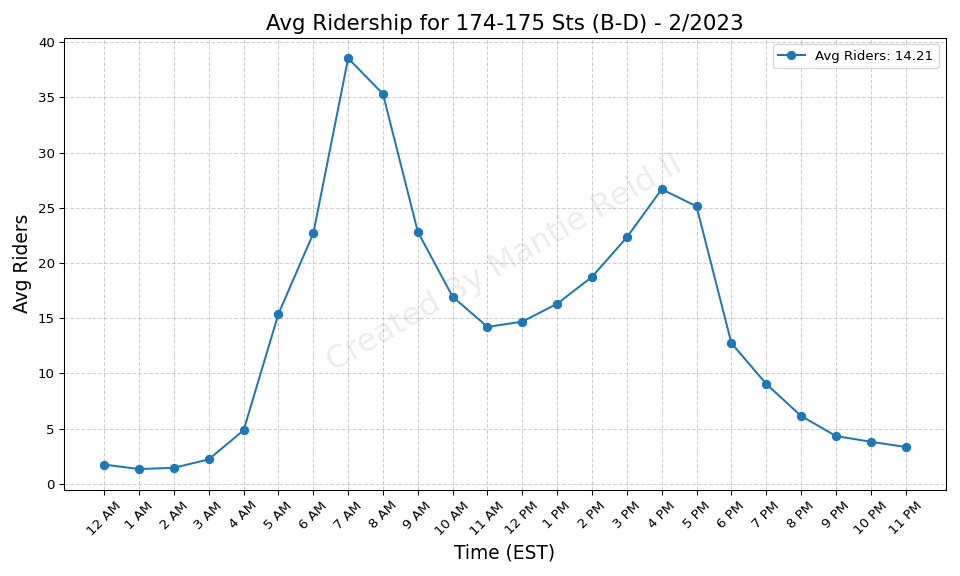 Avg Ridership for 174-175 Sts (B-D) - 2/2023
Avg Riders: 14.21
Avg Riders
40
35
30
25
20
15
10
5
0
Created By Mantie Reid II
12 AM
1 AM
2 AM
3 AM
4 AM
5 AM
6 AM
7 AM
8 AM
9 AM
10 AM
11 AM
12 PM
1 PM
2 PM
3 PM
4 PM
5 PM
6 PM
7 PM
8 PM
9 PM
10 PM
11 PM
Time (EST)